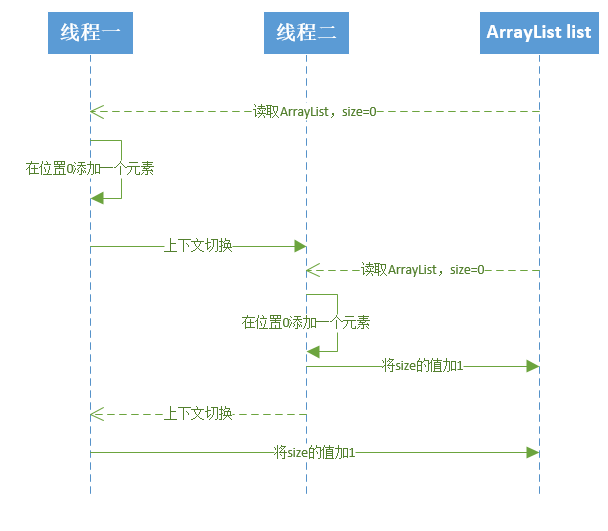 线程一
线程二
ArrayList list
读取ArrayList，size=0
在位置0添加一个元素
上下文切换
读取ArrayList，size=0
在位置0添加一个元素
将size的值加1
上下文切换
将size的值加1